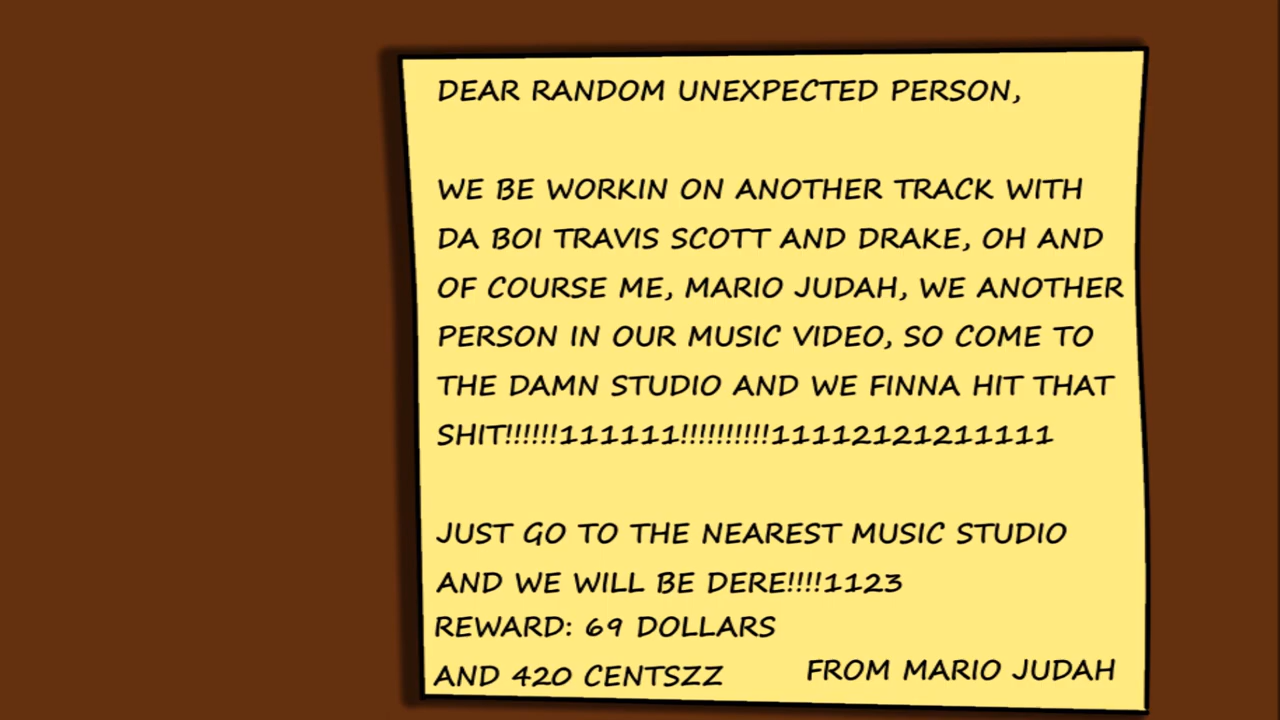 DEAR RANDOM UNEXPECTED PERSON,
WE BE WORKIN ON ANOTHER TRACK WITH
DA BOI TRAVIS SCOTT AND DRAKE, OH AND
OF COURSE ME, MARIO JUDAH, WE ANOTHER
PERSON IN OUR MUSIC VIDEO, SO COME TO
THE DAMN STUDIO AND WE FINNA HIT THAT
SHIT!!!!!!111111!!!!!!!!!!11112121211111
JUST GO TO THE NEAREST MUSIC STUDIO
AND WE WILL BE DERE!!!!1123
REWARD: 69 DOLLARS
AND 420 CENTSZZ
FROM MARIO JUDAH